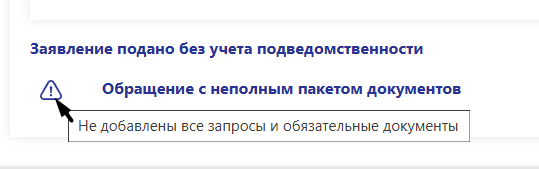 Заявление подано без учета подведомственности
Обращение с неполным пакетом документов
Не добавлены все запросы и обязательные документы